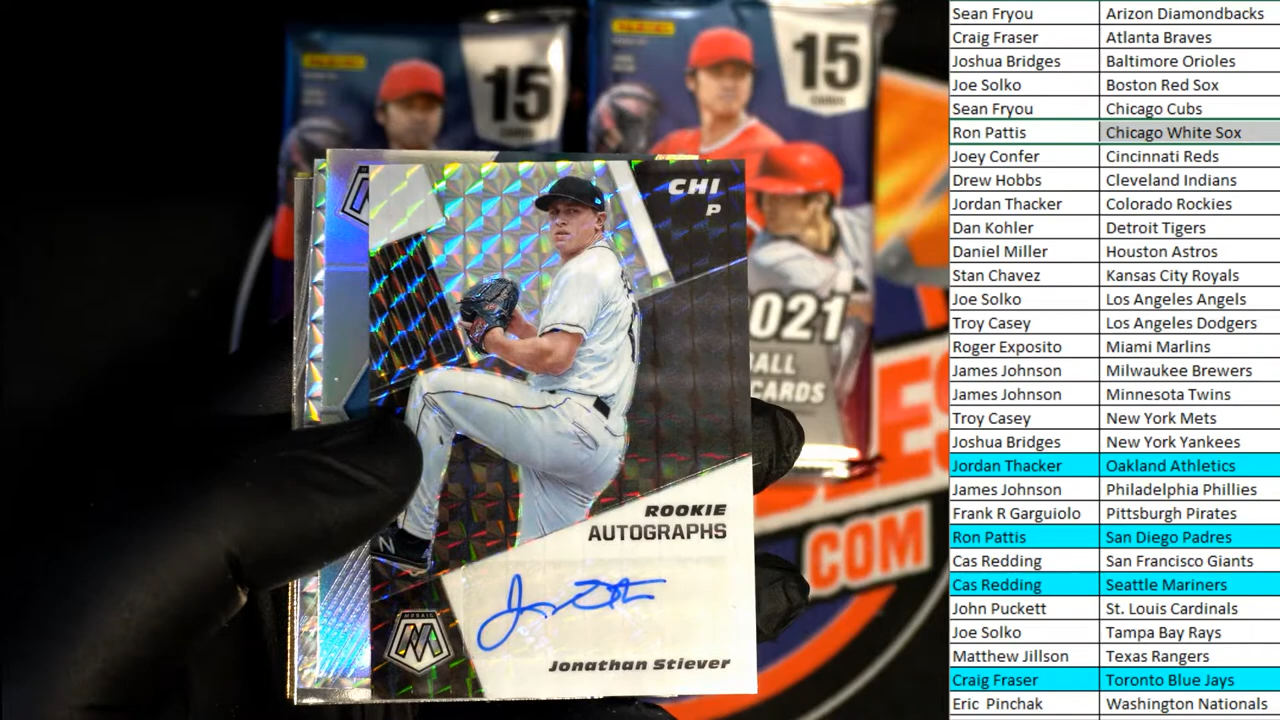 PANINI
15
CARDS
PANINI
15
CARDS
CHI
P
2021
CARDS
ROOKIE
AUTOGRAPHS
MOSAIC
Jonathan Stiever
COM
Sean Fryou Arizon Diamondbacks
Craig Fraser Atlanta Braves
Joshua Bridges Baltimore Orioles
Joe Solko Boston Red Sox
Sean Fryou Chicago Cubs
Ron Pattis Chicago White Sox
Joey Confer Cincinnati Reds
Drew Hobbs Cleveland Indians
Jordan Thacker Colorado Rockies
Dan Kohler Detroit Tigers
Daniel Miller Houston Astros
Stan Chavez Kansas City Royals
Joe Solko Los Angeles Angels
Troy Casey Los Angeles Dodgers
Roger Exposito Miami Marlins
James Johnson Milwaukee Brewers
James Johnson Minnesota Twins
Troy Casey New York Mets
Joshua Bridges New York Yankees
Jordan Thacker Oakland Athletics
James Johnson Philadelphia Phillies
Frank R Garguiolo Pittsburgh Pirates
Ron Pattis San Diego Padres
Cas Redding San Francisco Giants
Cas Redding Seattle Mariners
John Puckett St. Louis Cardinals
Joe Solko Tampa Bay Rays
Matthew Jillson Texas Rangers
Craig Fraser Toronto Blue Jays
Eric Pinchak Washington Nationals